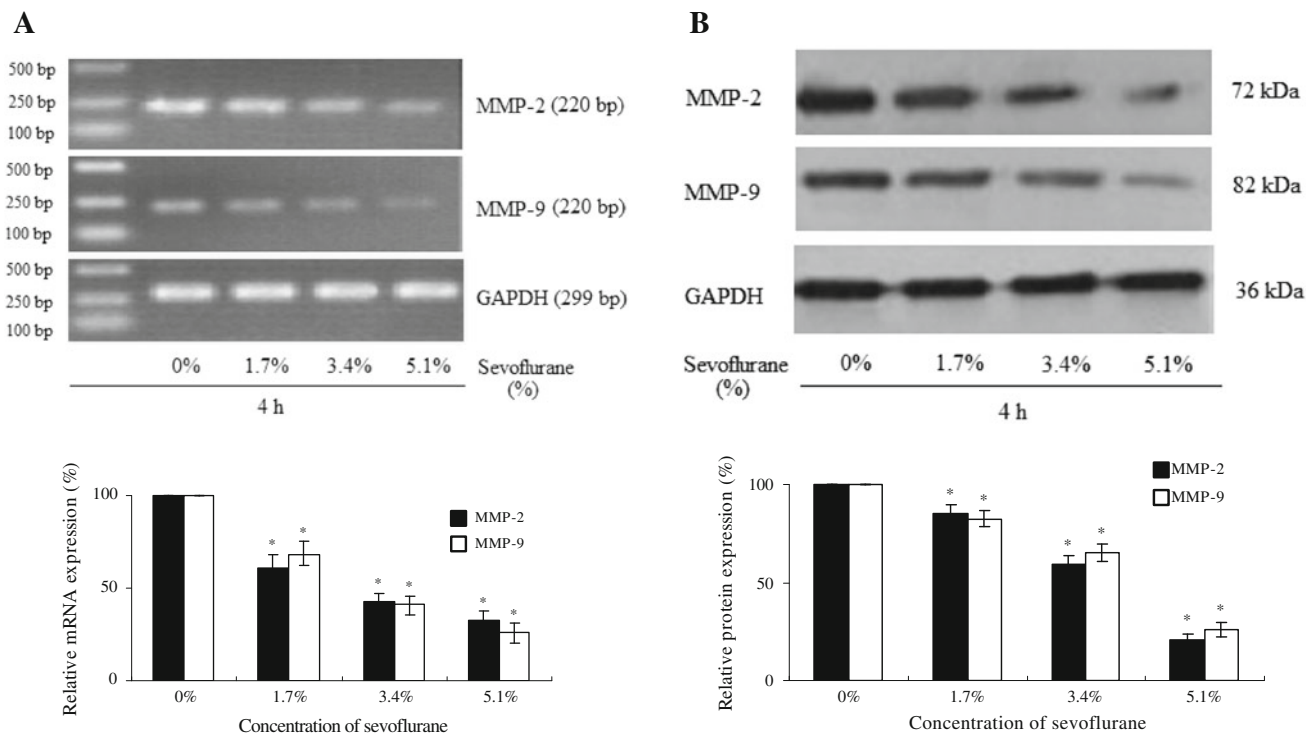 A
500 bp
250 bp
100 bp
MMP-2 (220 bp)
500 bp
250 bp
100 bp
MMP-9 (220 bp)
500 bp
250 bp
100 bp
GAPDH (299 bp)
0% 1.7% 3.4% 5.1% Sevoflurane
(%)
4 h
Relative mRNA expression (%)
100
50
0
MMP-2
MMP-9
* *
* *
* *
0% 1.7% 3.4% 5.1%
Concentration of sevoflurane
B
MMP-2 72 kDa
MMP-9 82 kDa
GAPDH 36 kDa
Sevoflurane 0% 1.7% 3.4% 5.1%
(%)
4 h
Relative protein expression (%)
100
50
0
MMP-2
MMP-9
* *
* *
* *
0% 1.7% 3.4% 5.1%
Concentration of sevoflurane